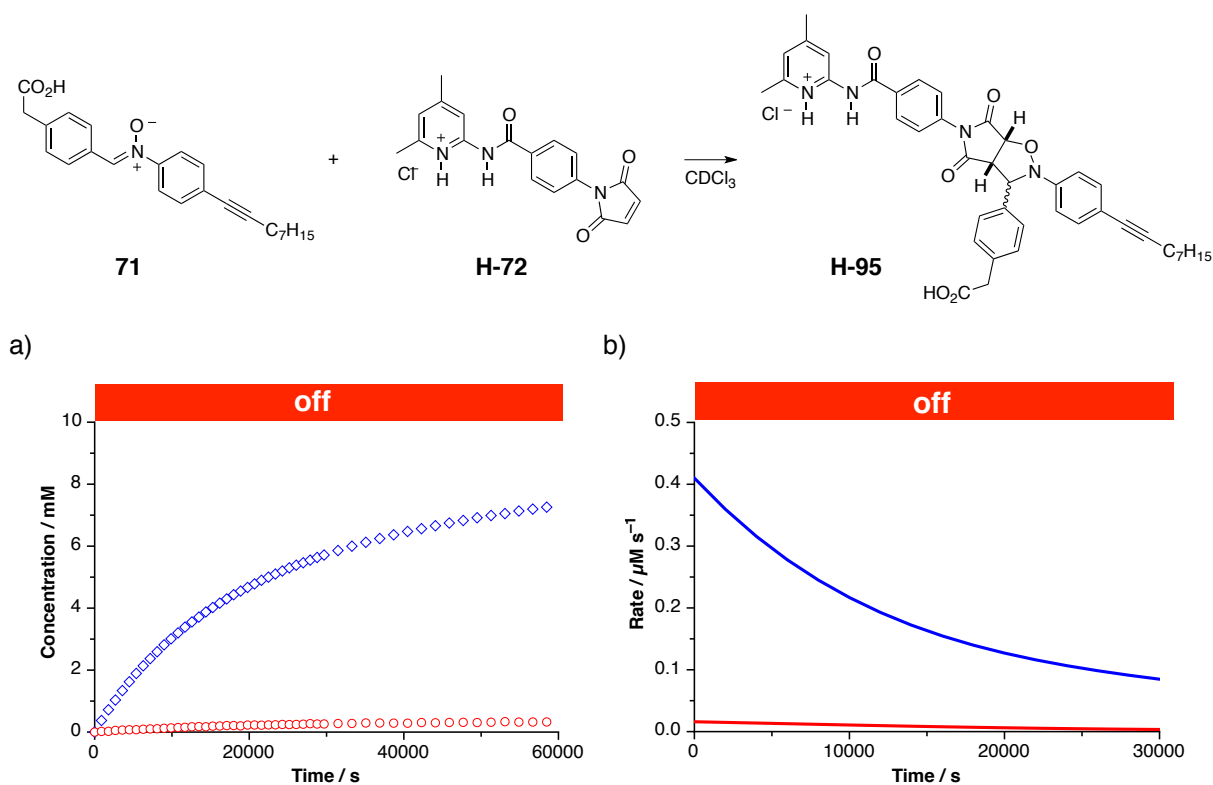 CO₂H
O⁻
N⁺
C₇H₁₅
71
+
Cl⁻
N⁺
H
N
H
O
N
O
O
H-72
CDCl₃
Cl⁻
N⁺
H
N
H
O
N
O
O
H
H
O
N
C₇H₁₅
HO₂C
H-95
a)
off
Concentration / mM
10
8
6
4
2
0
0
20000
40000
60000
Time / s
b)
off
Rate / μM s⁻¹
0.5
0.4
0.3
0.2
0.1
0.0
0
10000
20000
30000
Time / s